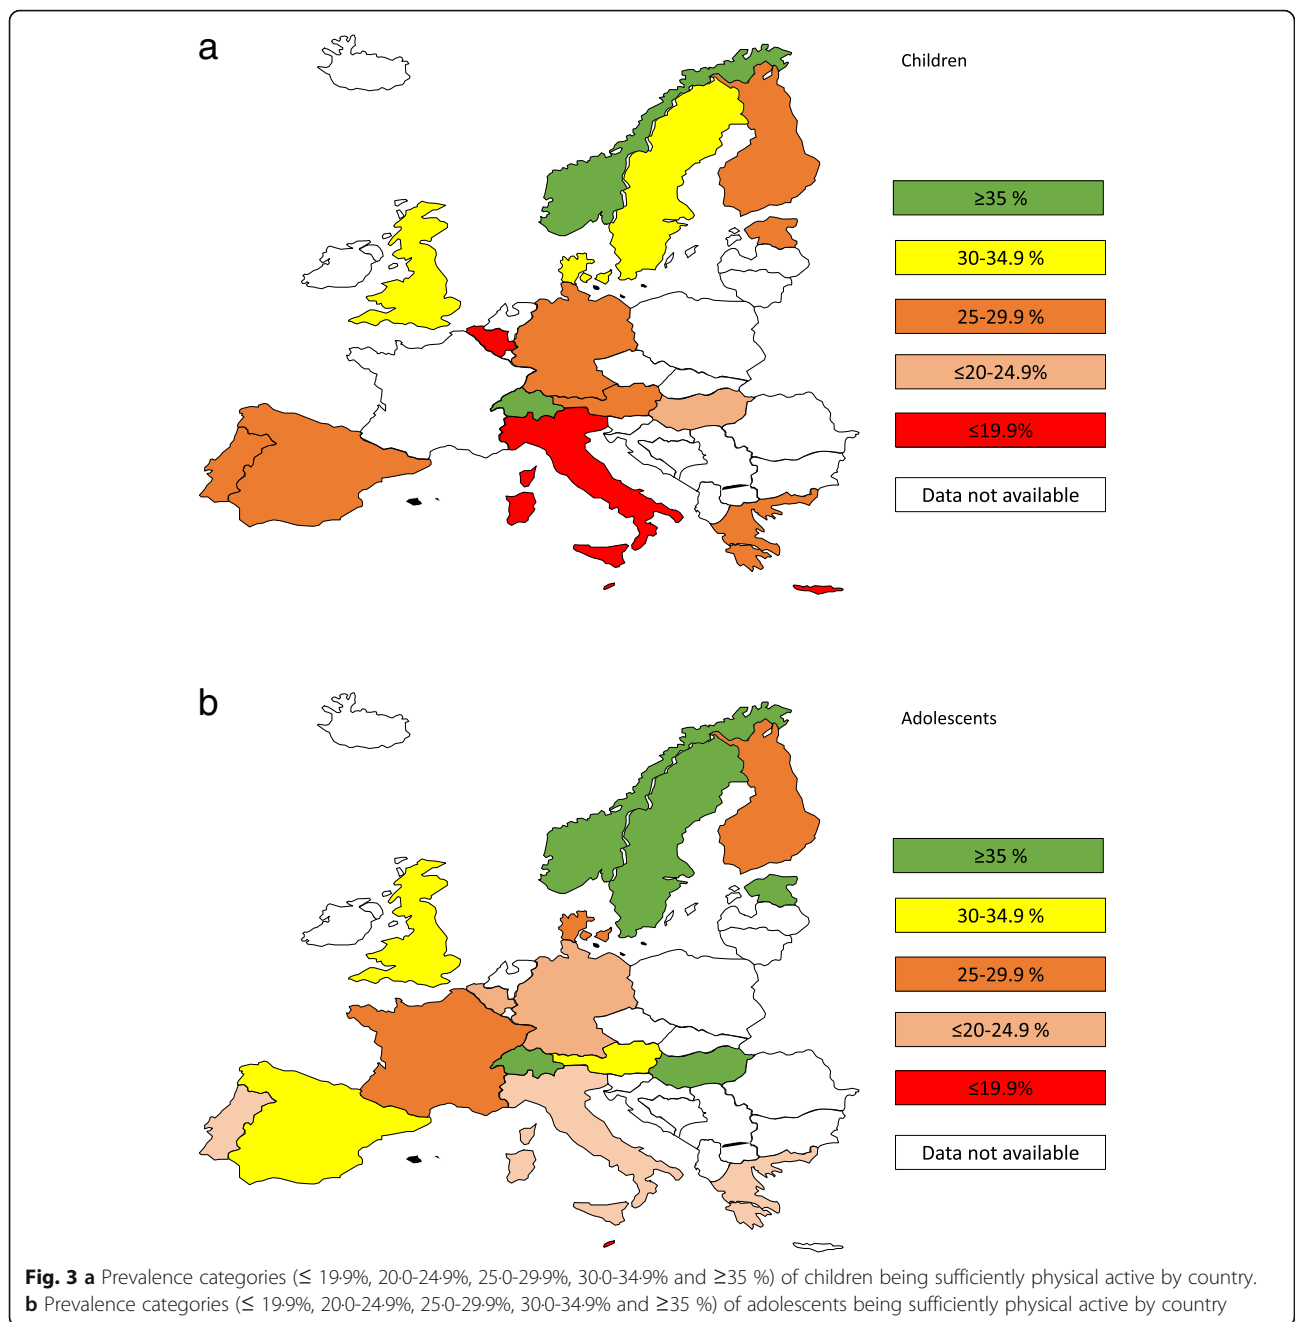 a
Children
≥35 %
30-34.9 %
25-29.9 %
≤20-24.9%
≤19.9%
Data not available
b
Adolescents
≥35 %
30-34.9 %
25-29.9 %
≤20-24.9 %
≤19.9%
Data not available
Fig. 3 a Prevalence categories (≤ 19·9%, 20·0-24·9%, 25·0-29·9%, 30·0-34·9% and ≥35 %) of children being sufficiently physical active by country.
b Prevalence categories (≤ 19·9%, 20·0-24·9%, 25·0-29·9%, 30·0-34·9% and ≥35 %) of adolescents being sufficiently physical active by country